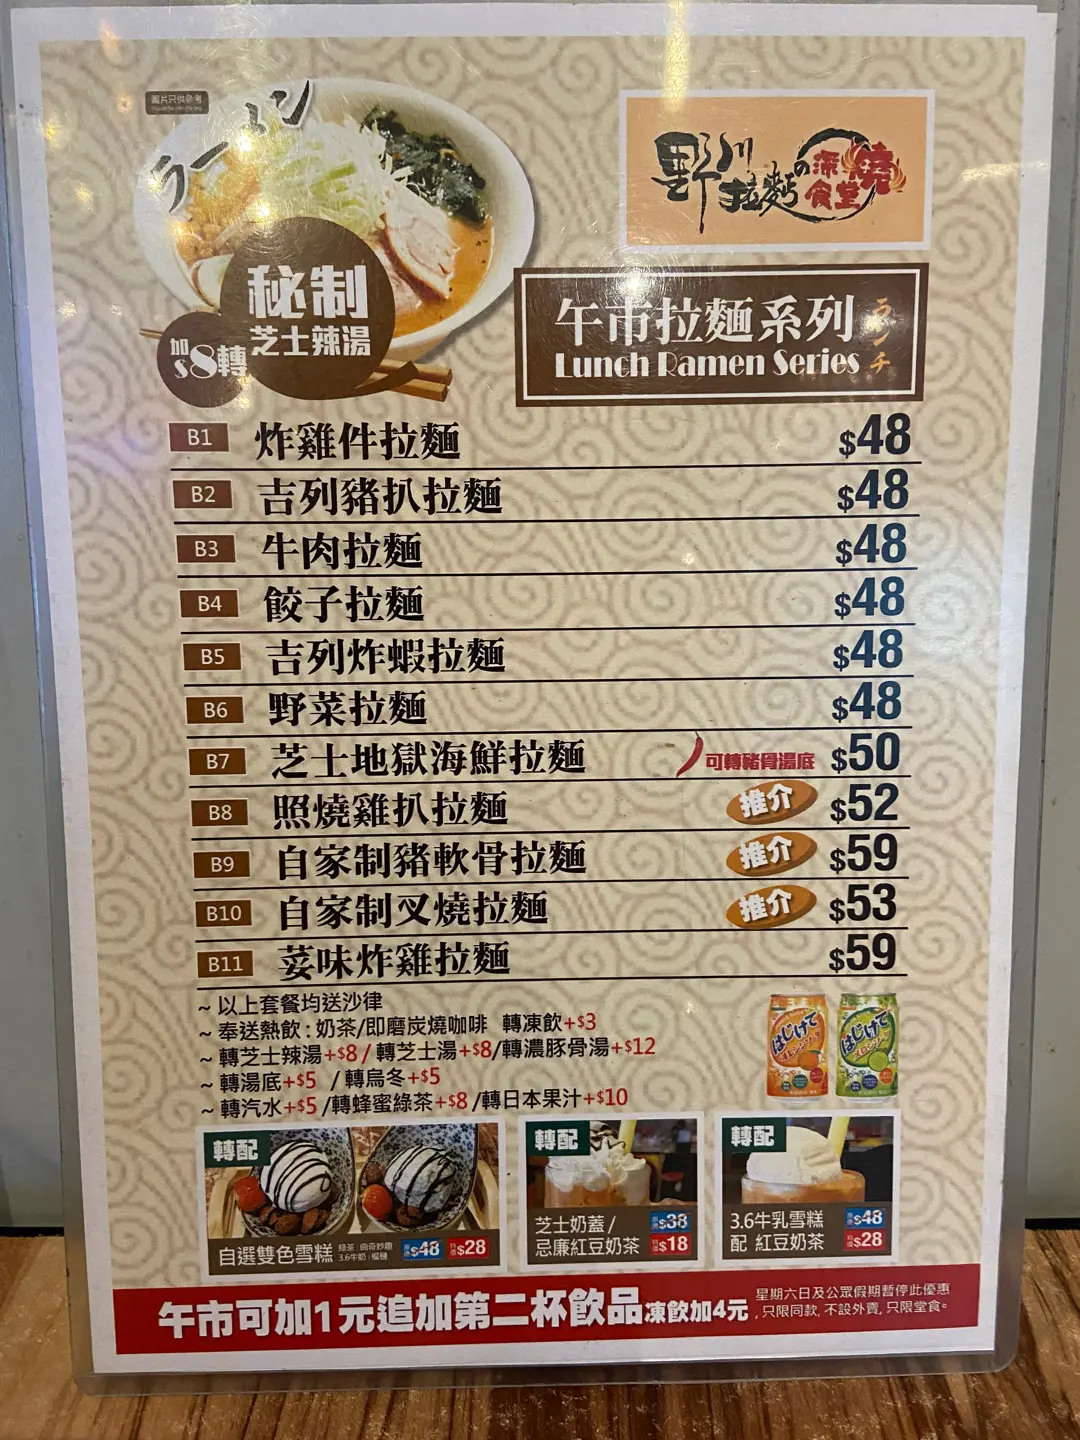 圖片只供參考
ラーメン
野川拉麵の深燒食堂
秘制
芝士辣湯
加$8轉
午市拉麵系列
Lunch Ramen Series
ランチ
B1 炸雞件拉麵 $48
B2 吉列豬扒拉麵 $48
B3 牛肉拉麵 $48
B4 餃子拉麵 $48
B5 吉列炸蝦拉麵 $48
B6 野菜拉麵 $48
B7 芝士地獄海鮮拉麵 可轉豬骨湯底 $50
B8 照燒雞扒拉麵 推介 $52
B9 自家制豬軟骨拉麵 推介 $59
B10 自家制叉燒拉麵 推介 $53
B11 荽味炸雞拉麵 $59
~ 以上套餐均送沙律
~ 奉送熱飲 : 奶茶/即磨炭燒咖啡 轉凍飲+$3
~ 轉芝士辣湯+$8 / 轉芝士湯+$8/轉濃豚骨湯+$12
~ 轉湯底+$5 / 轉烏冬+$5
~ 轉汽水+$5 /轉蜂蜜綠茶+$8 /轉日本果汁+$10
はじけて
はじけて
轉配
自選雙色雪糕 $48 $28
轉配
芝士奶蓋 / $38
忌廉紅豆奶茶 $18
轉配
3.6牛乳雪糕 $48
配 紅豆奶茶 $28
午市可加1元追加第二杯飲品 凍飲加4元
星期六日及公眾假期暫停此優惠
, 只限同款, 不設外賣, 只限堂食。